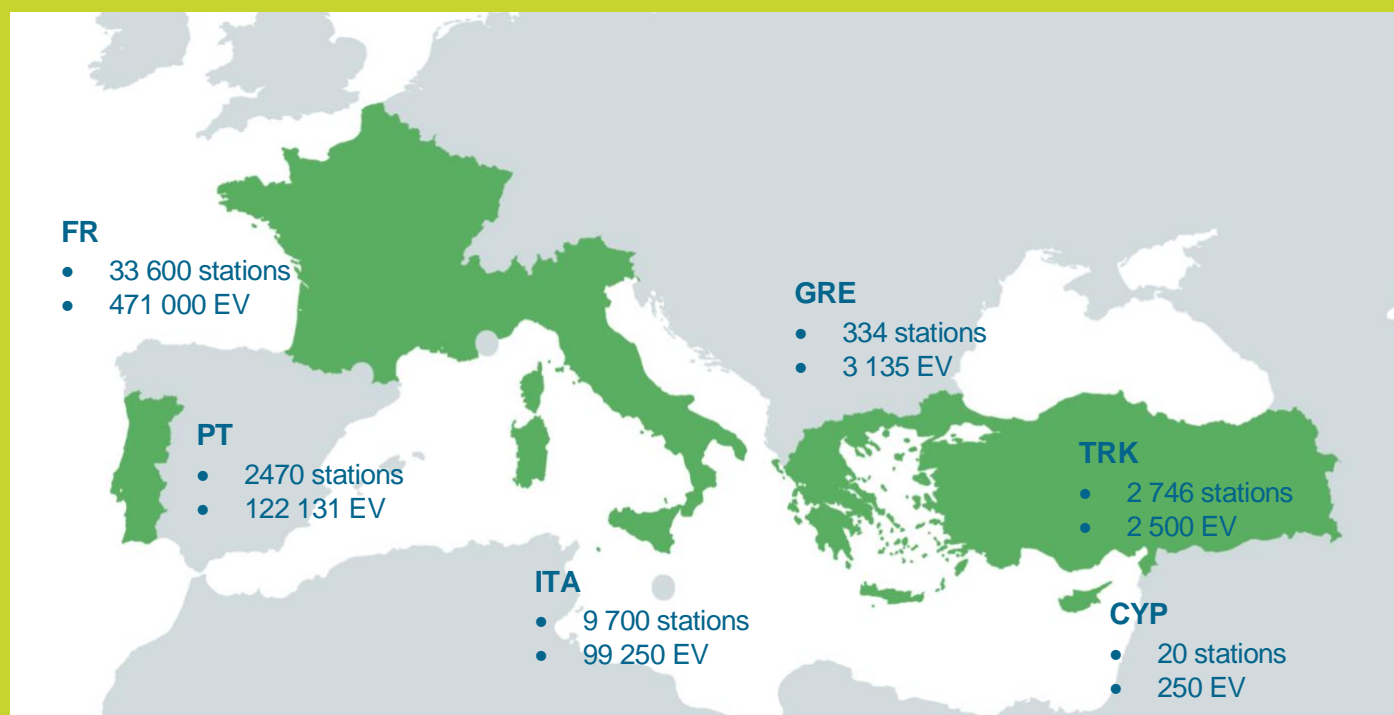 FR
• 33 600 stations
• 471 000 EV
GRE
• 334 stations
• 3 135 EV
PT
• 2470 stations
• 122 131 EV
TRK
• 2 746 stations
• 2 500 EV
ITA
• 9 700 stations
• 99 250 EV
CYP
• 20 stations
• 250 EV